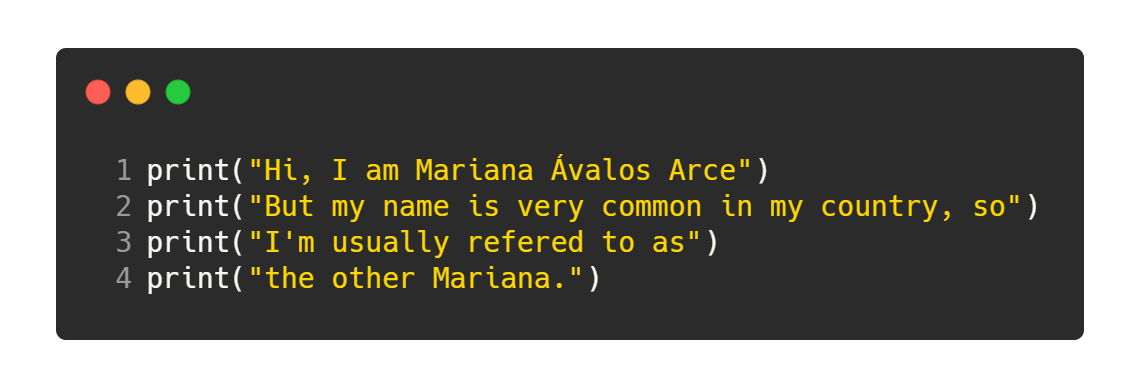 1 print("Hi, I am Mariana Ávalos Arce")
2 print("But my name is very common in my country, so")
3 print("I'm usually refered to as")
4 print("the other Mariana.")